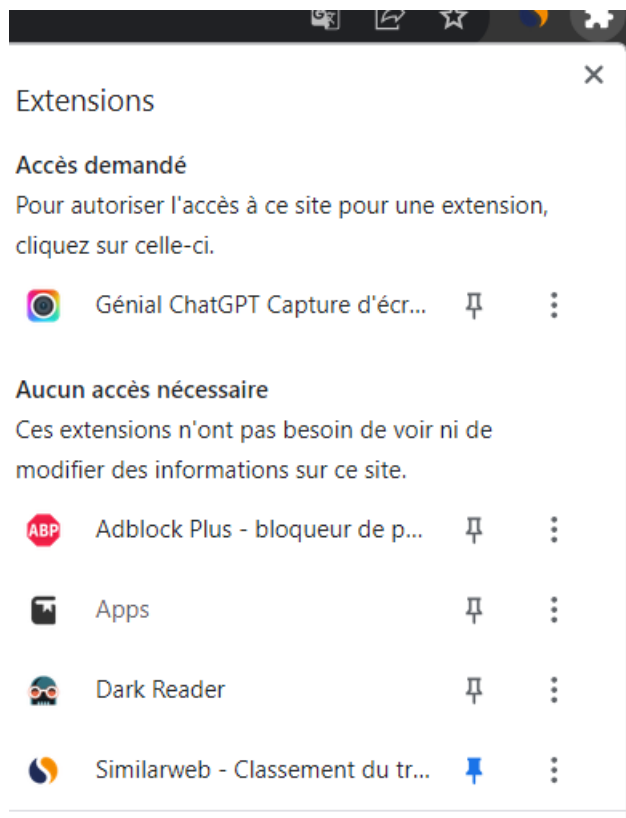 Extensions
Accès demandé
Pour autoriser l'accès à ce site pour une extension,
cliquez sur celle-ci.
Génial ChatGPT Capture d'écr...
Aucun accès nécessaire
Ces extensions n'ont pas besoin de voir ni de
modifier des informations sur ce site.
ABP Adblock Plus - bloqueur de p...
Apps
Dark Reader
Similarweb - Classement du tr...